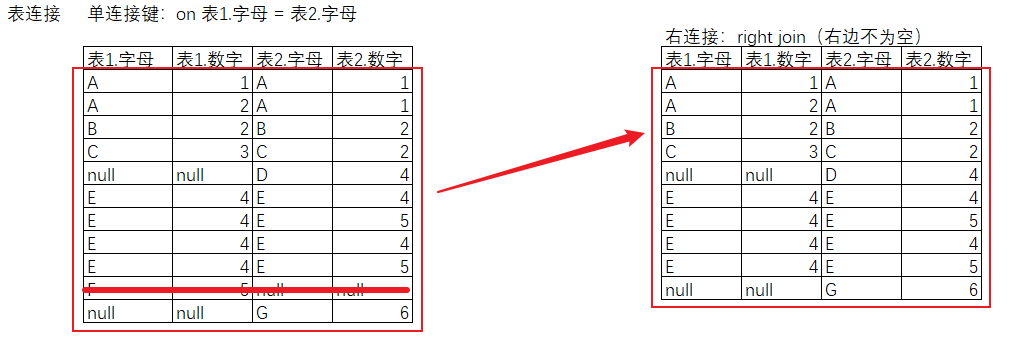 表连接 单连接键：on 表1.字母 = 表2.字母
表1.字母 表1.数字 表2.字母 表2.数字
A 1 A 1
A 2 A 1
B 2 B 2
C 3 C 2
null null D 4
E 4 E 4
E 4 E 5
E 4 E 4
E 4 E 5
F 5 null null
null null G 6
右连接：right join（右边不为空）
表1.字母 表1.数字 表2.字母 表2.数字
A 1 A 1
A 2 A 1
B 2 B 2
C 3 C 2
null null D 4
E 4 E 4
E 4 E 5
E 4 E 4
E 4 E 5
null null G 6